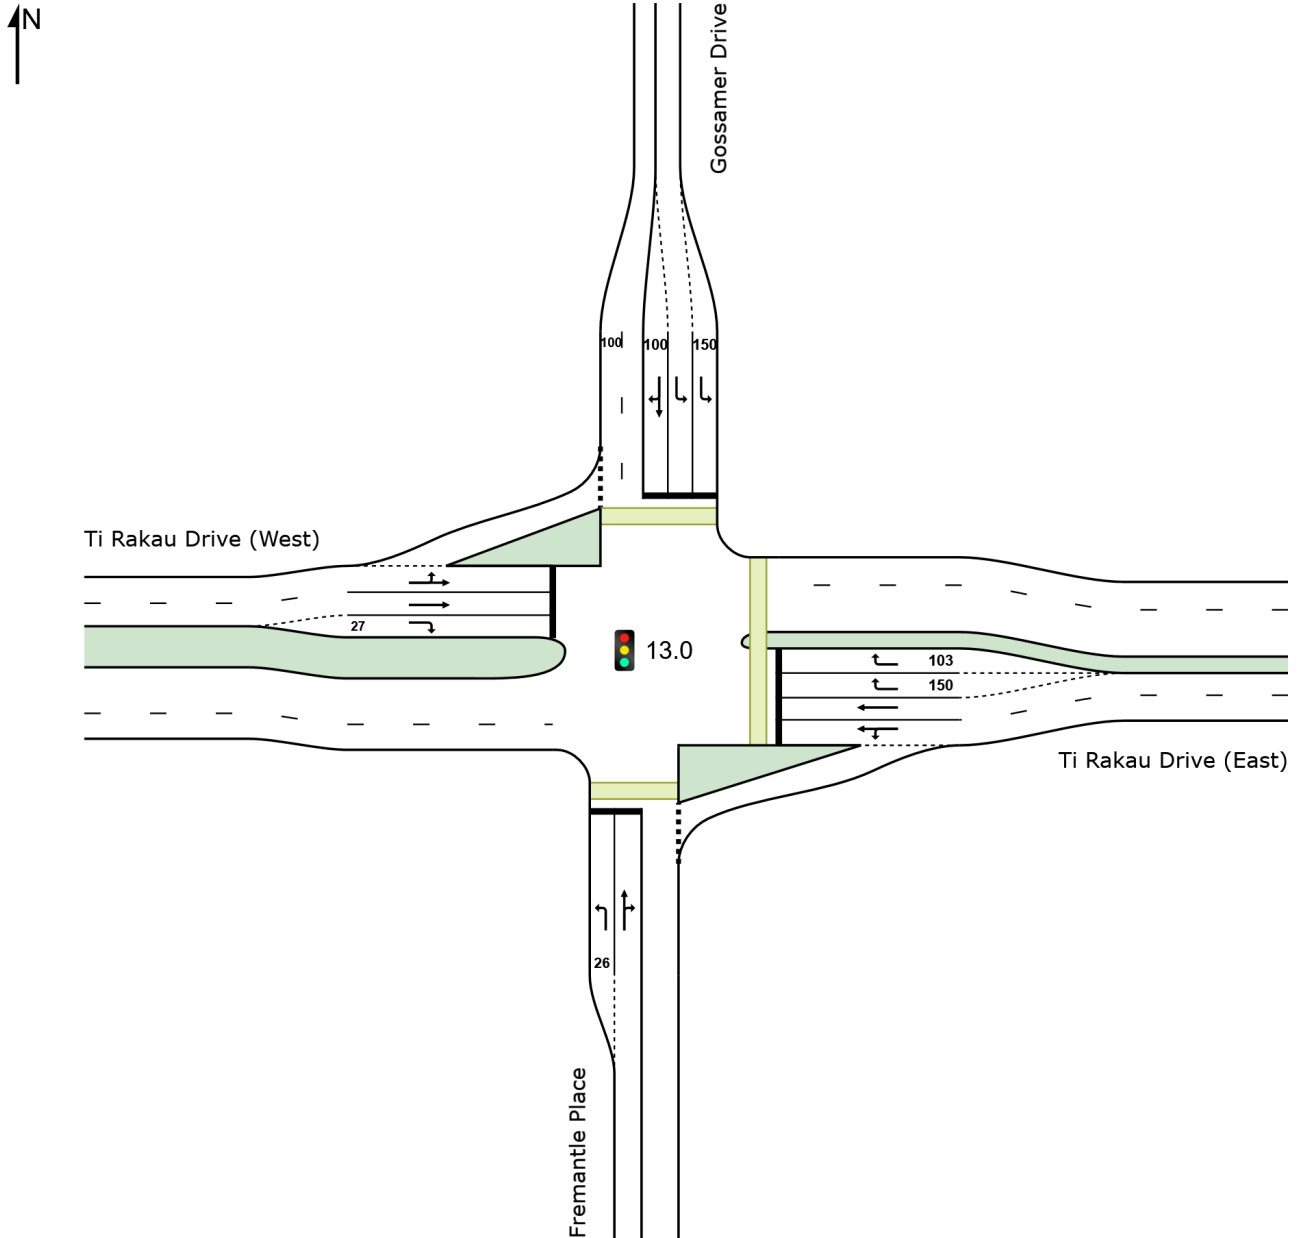 N
Gossamer Drive
100
100
150
Ti Rakau Drive (West)
27
13.0
103
150
Ti Rakau Drive (East)
26
Fremantle Place